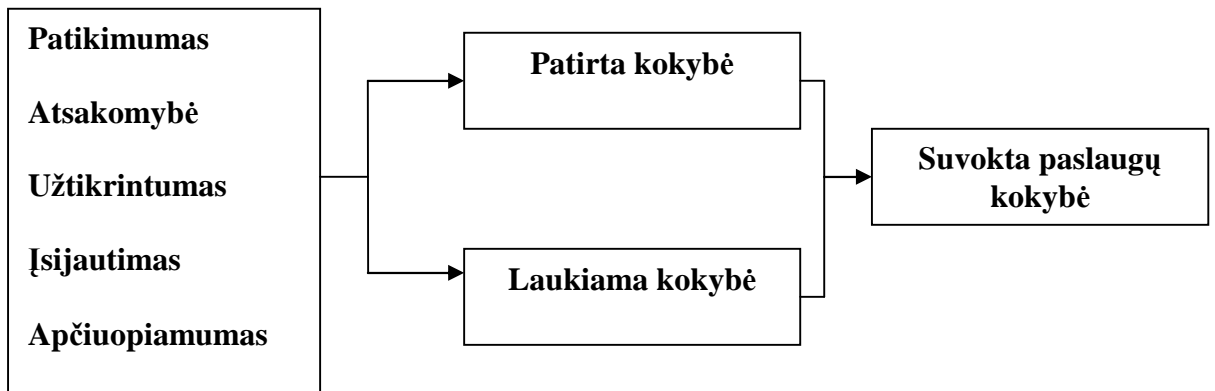 Patikimumas
Atsakomybė
Užtikrintumas
Įsijautimas
Apčiuopiamumas
Patirta kokybė
Laukiama kokybė
Suvokta paslaugų
kokybė